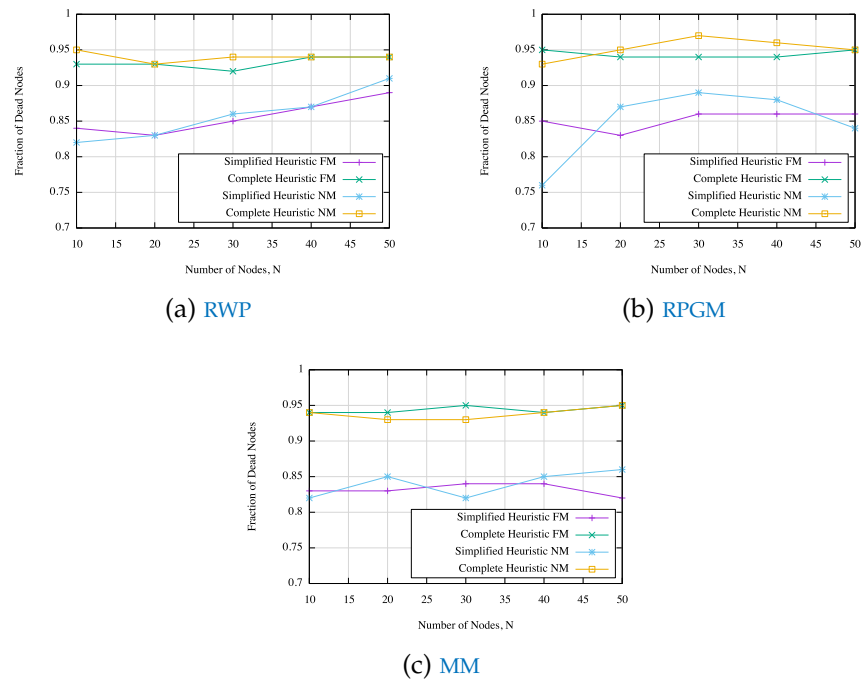 1
0.95
0.9
0.85
0.8
0.75
0.7
Fraction of Dead Nodes
Simplified Heuristic FM
Complete Heuristic FM
Simplified Heuristic NM
Complete Heuristic NM
10 15 20 25 30 35 40 45 50
Number of Nodes, N
(a) RWP
1
0.95
0.9
0.85
0.8
0.75
0.7
Fraction of Dead Nodes
Simplified Heuristic FM
Complete Heuristic FM
Simplified Heuristic NM
Complete Heuristic NM
10 15 20 25 30 35 40 45 50
Number of Nodes, N
(b) RPGM
1
0.95
0.9
0.85
0.8
0.75
0.7
Fraction of Dead Nodes
Simplified Heuristic FM
Complete Heuristic FM
Simplified Heuristic NM
Complete Heuristic NM
10 15 20 25 30 35 40 45 50
Number of Nodes, N
(c) MM